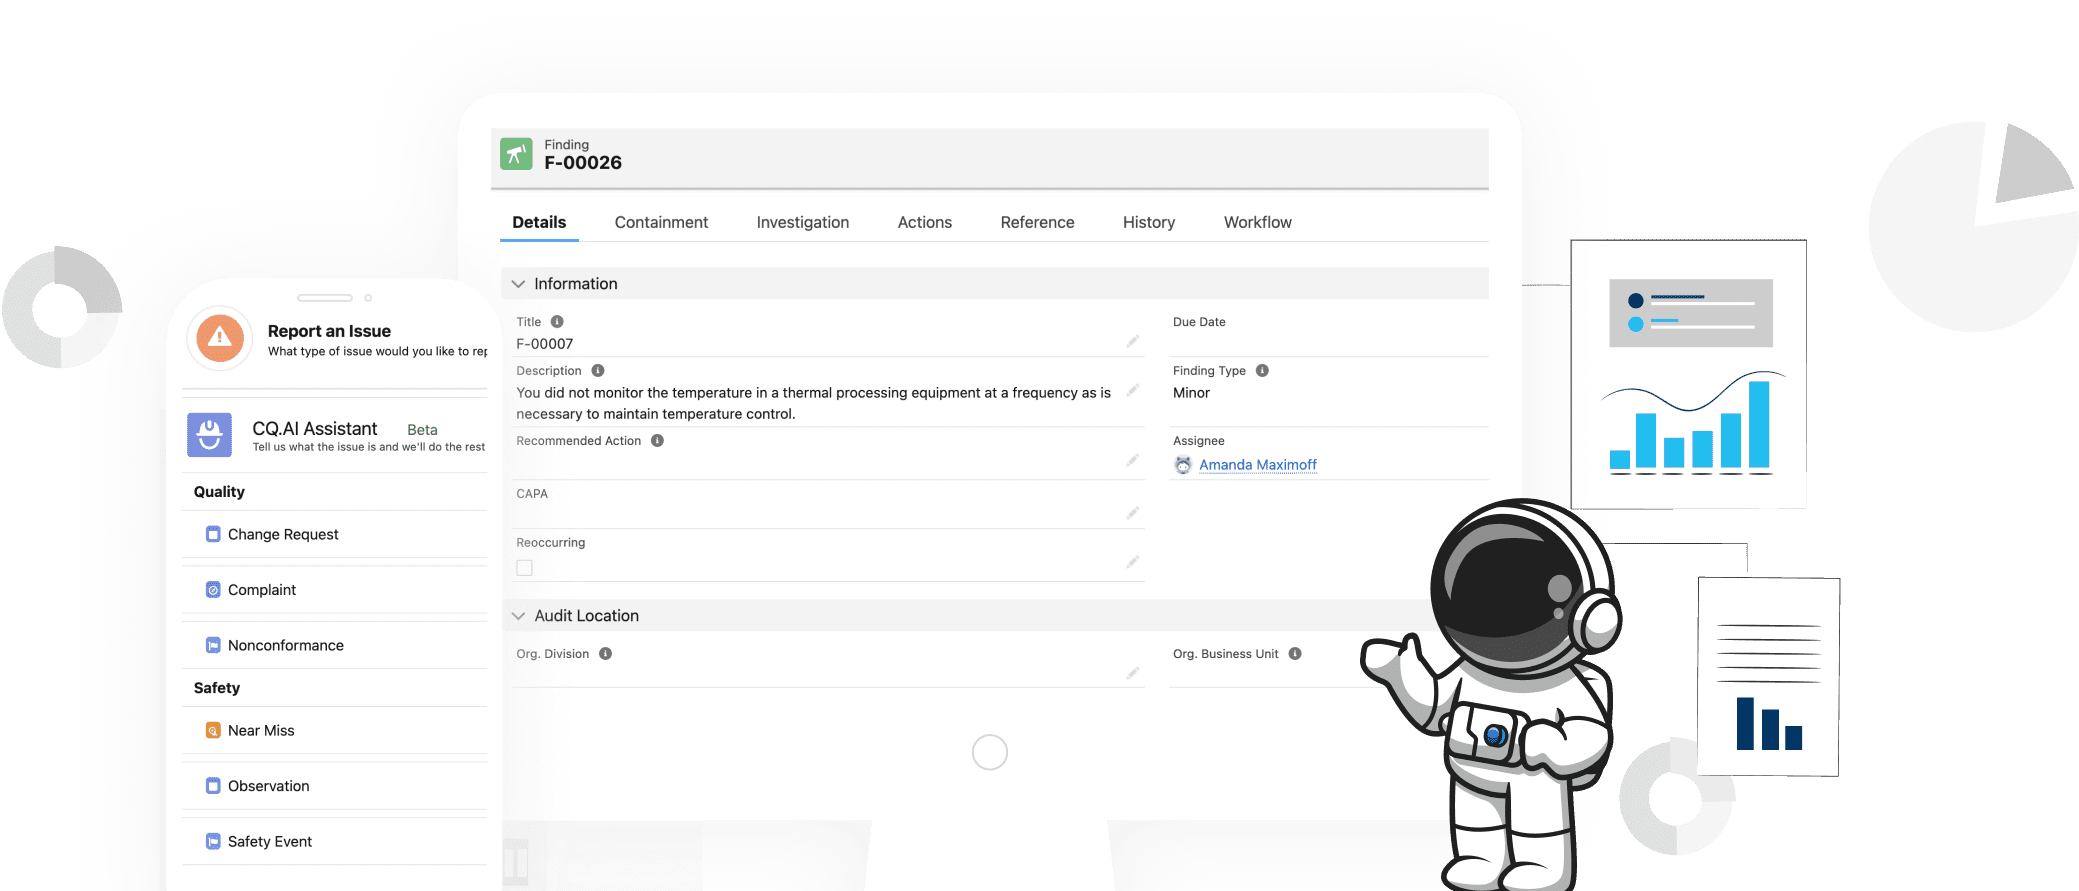 Finding
F-00026
Details
Containment
Investigation
Actions
Reference
History
Workflow
Information
Title
F-00007
Due Date
Description
You did not monitor the temperature in a thermal processing equipment at a frequency as is
necessary to maintain temperature control.
Finding Type
Minor
Recommended Action
Assignee
Amanda Maximoff
CAPA
Reoccurring
Audit Location
Org. Division
Org. Business Unit
Report an Issue
What type of issue would you like to
CQ.AI Assistant
Beta
Tell us what the issue is and we'll do the rest
Quality
Change Request
Complaint
Nonconformance
Safety
Near Miss
Observation
Safety Event